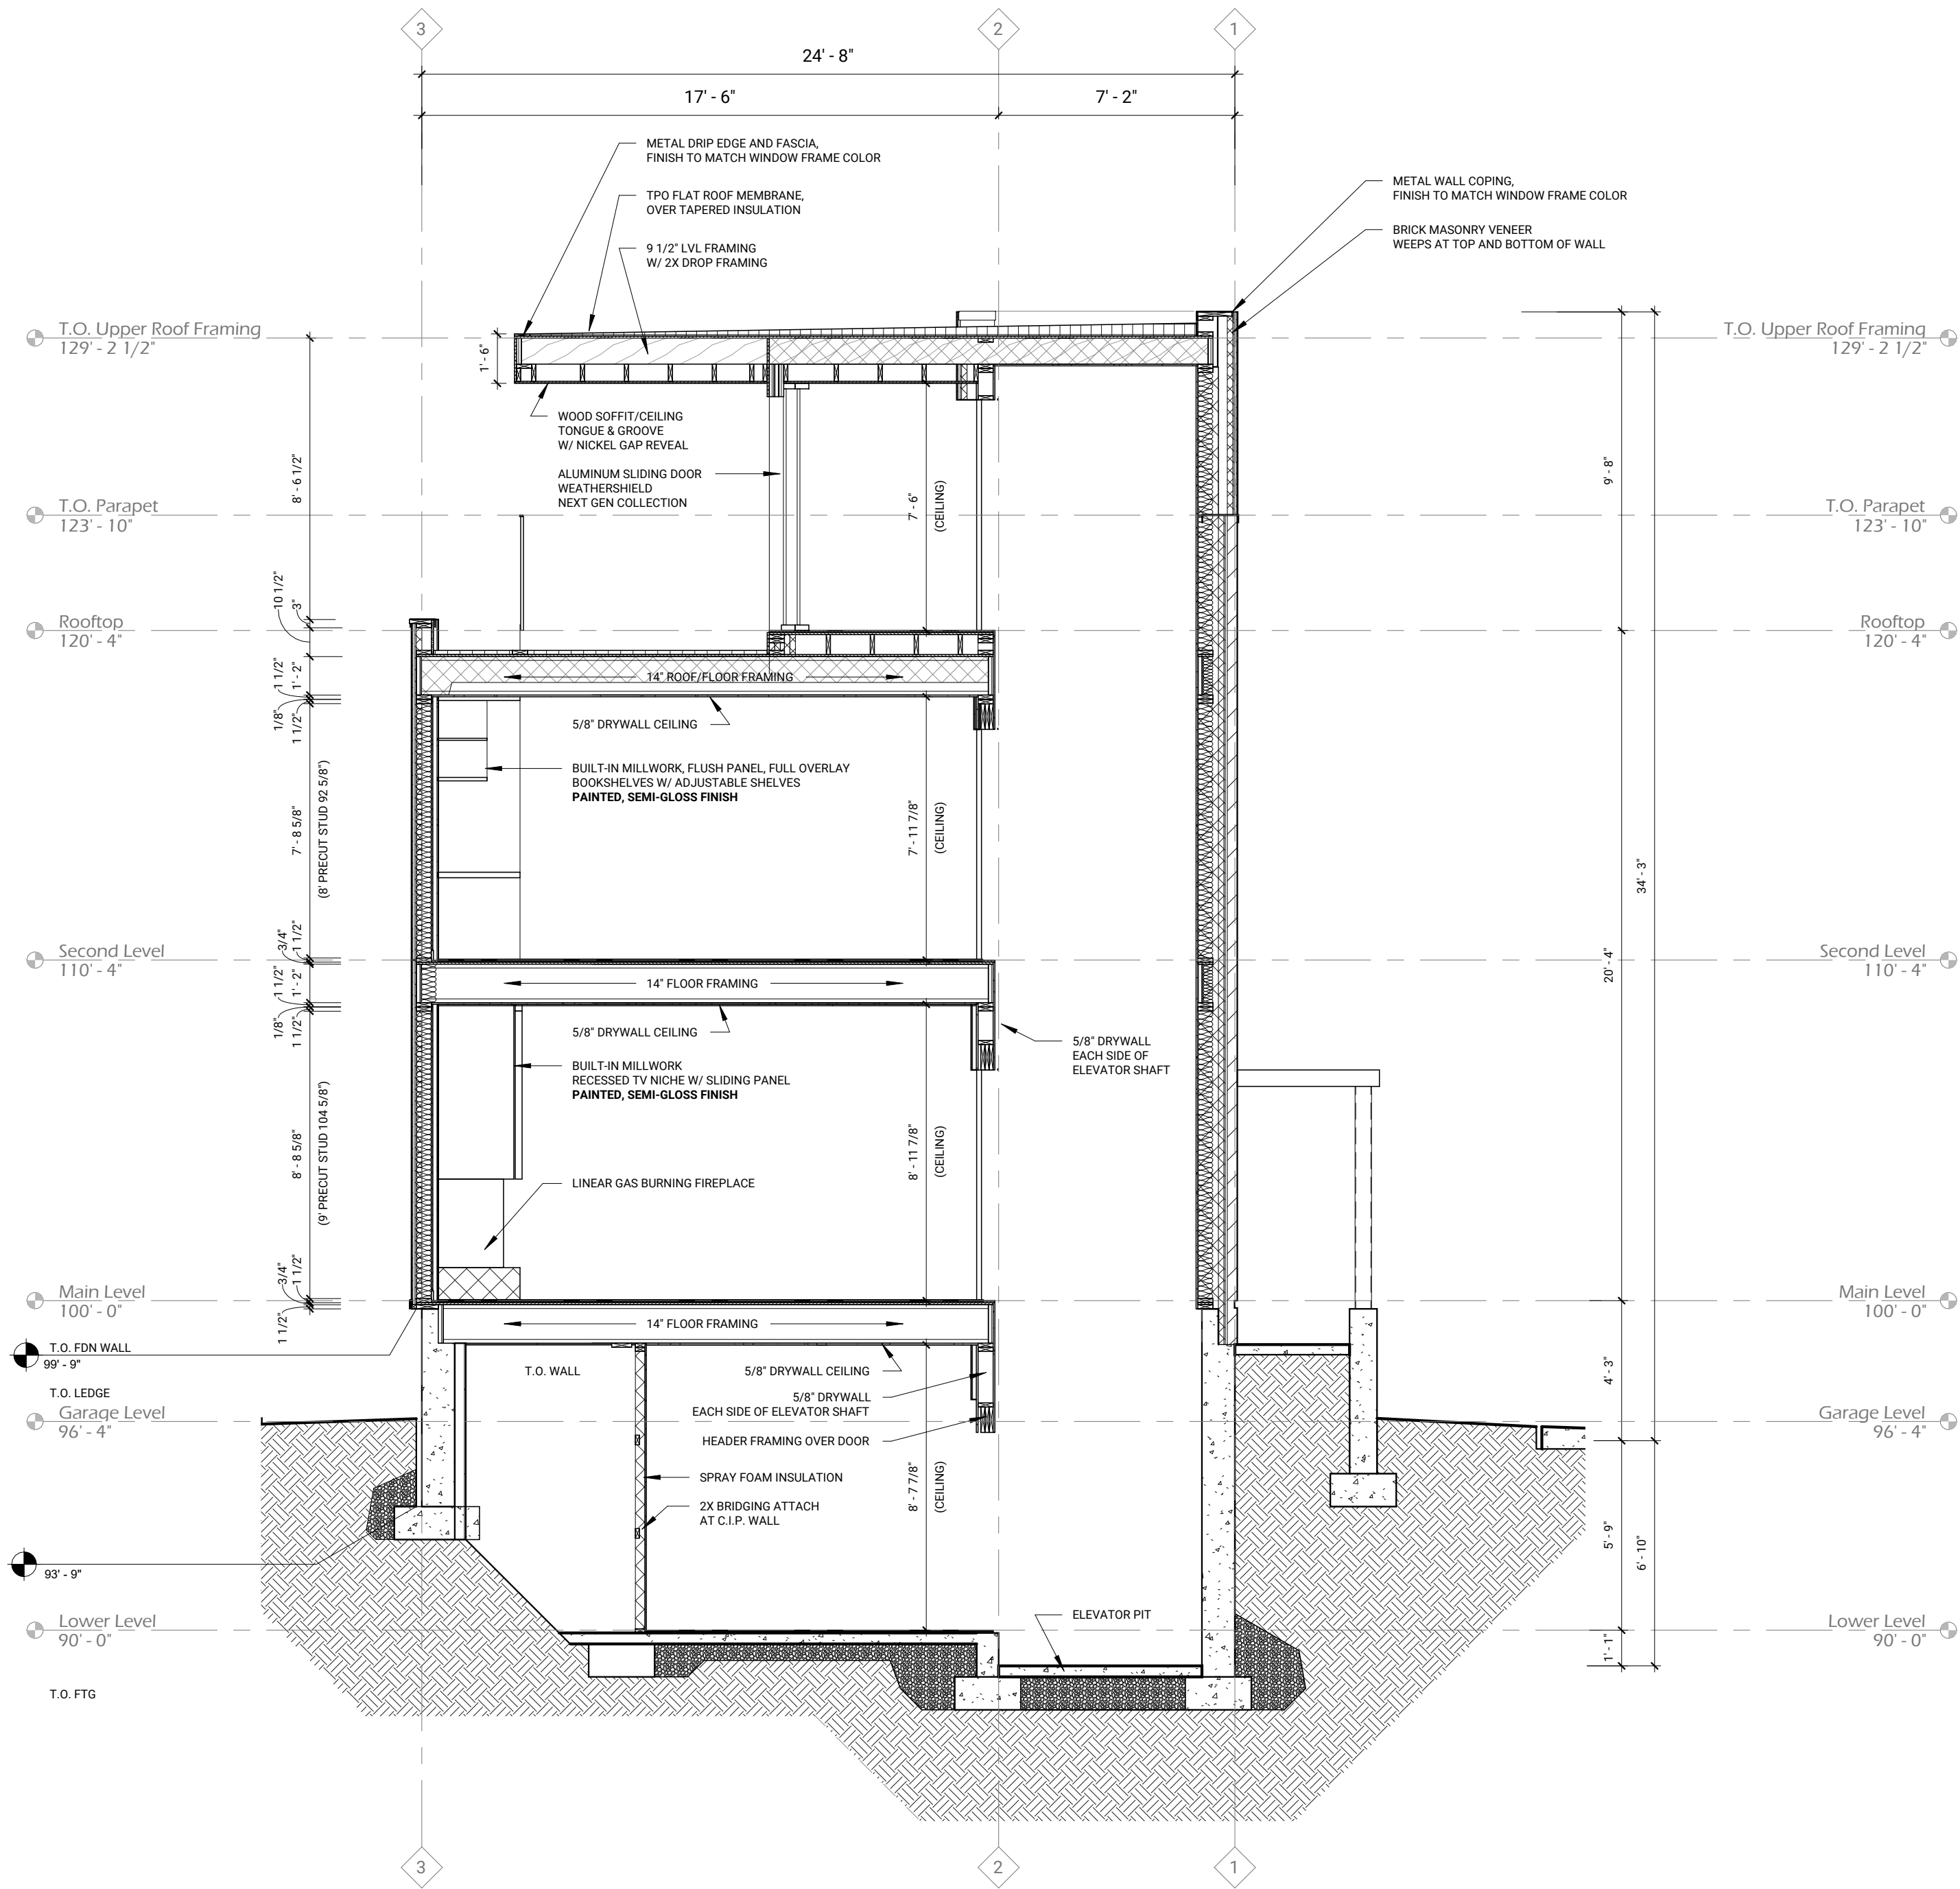 3
2
1
24' - 8"
17' - 6"
7' - 2"
METAL DRIP EDGE AND FASCIA,
FINISH TO MATCH WINDOW FRAME COLOR
TPO FLAT ROOF MEMBRANE,
OVER TAPERED INSULATION
9 1/2" LVL FRAMING
W/ 2X DROP FRAMING
METAL WALL COPING,
FINISH TO MATCH WINDOW FRAME COLOR
BRICK MASONRY VENEER
WEEPS AT TOP AND BOTTOM OF WALL
T.O. Upper Roof Framing
129' - 2 1/2"
T.O. Upper Roof Framing
129' - 2 1/2"
1' - 6"
WOOD SOFFIT/CEILING
TONGUE & GROOVE
W/ NICKEL GAP REVEAL
ALUMINUM SLIDING DOOR
WEATHERSHIELD
NEXT GEN COLLECTION
8' - 6 1/2"
7' - 6"
(CEILING)
9' - 8"
T.O. Parapet
123' - 10"
T.O. Parapet
123' - 10"
10 1/2"
3"
Rooftop
120' - 4"
Rooftop
120' - 4"
1 1/2"
1' - 2"
14" ROOF/FLOOR FRAMING
1/8"
1 1/2"
5/8" DRYWALL CEILING
BUILT-IN MILLWORK, FLUSH PANEL, FULL OVERLAY
BOOKSHELVES W/ ADJUSTABLE SHELVES
PAINTED, SEMI-GLOSS FINISH
7' - 8 5/8"
(8' PRECUT STUD 92 5/8")
7' - 11 7/8"
(CEILING)
34' - 3"
3/4"
1 1/2"
Second Level
110' - 4"
Second Level
110' - 4"
20' - 4"
1 1/2"
1' - 2"
14" FLOOR FRAMING
1/8"
1 1/2"
5/8" DRYWALL CEILING
5/8" DRYWALL
EACH SIDE OF
ELEVATOR SHAFT
BUILT-IN MILLWORK
RECESSED TV NICHE W/ SLIDING PANEL
PAINTED, SEMI-GLOSS FINISH
8' - 8 5/8"
(9' PRECUT STUD 104 5/8")
8' - 11 7/8"
(CEILING)
LINEAR GAS BURNING FIREPLACE
3/4"
1 1/2"
Main Level
100' - 0"
Main Level
100' - 0"
1 1/2"
14" FLOOR FRAMING
T.O. FDN WALL
99' - 9"
T.O. WALL
5/8" DRYWALL CEILING
4' - 3"
T.O. LEDGE
5/8" DRYWALL
EACH SIDE OF ELEVATOR SHAFT
Garage Level
96' - 4"
Garage Level
96' - 4"
HEADER FRAMING OVER DOOR
SPRAY FOAM INSULATION
8' - 7 7/8"
(CEILING)
2X BRIDGING ATTACH
AT C.I.P. WALL
5' - 9"
6' - 10"
93' - 9"
ELEVATOR PIT
Lower Level
90' - 0"
Lower Level
90' - 0"
1' - 1"
T.O. FTG
3
2
1